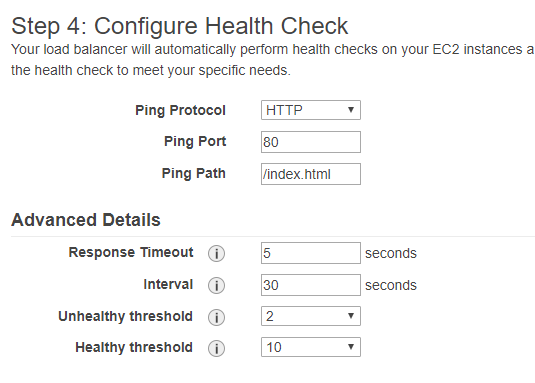 Step 4: Configure Health Check
Your load balancer will automatically perform health checks on your EC2 instances a
the health check to meet your specific needs.
Ping Protocol HTTP
Ping Port 80
Ping Path /index.html
Advanced Details
Response Timeout i 5 seconds
Interval i 30 seconds
Unhealthy threshold i 2
Healthy threshold i 10